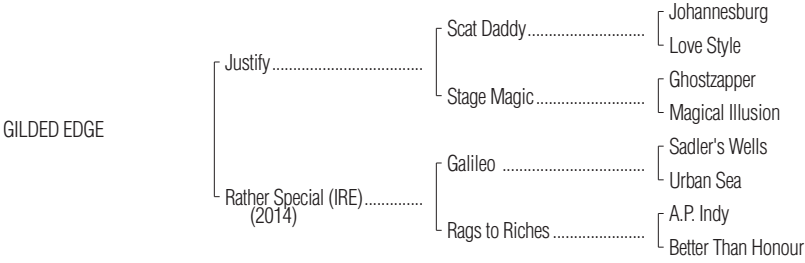 Johannesburg
Scat Daddy
Love Style
Justify
Ghostzapper
Stage Magic
Magical Illusion
GILDED EDGE
Sadler's Wells
Galileo
Urban Sea
Rather Special (IRE)
(2014)
A.P. Indy
Rags to Riches
Better Than Honour